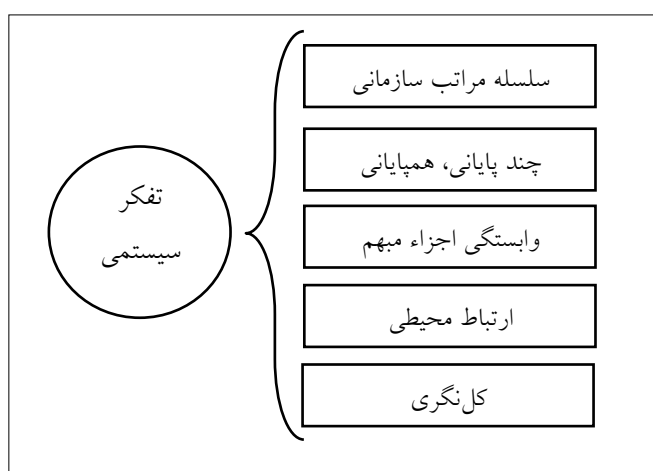 تفکر
سیستمی
سلسله مراتب سازمانی
چند پایانی، همپایانی
وابستگی اجزاء مبهم
ارتباط محیطی
کل‌نگری